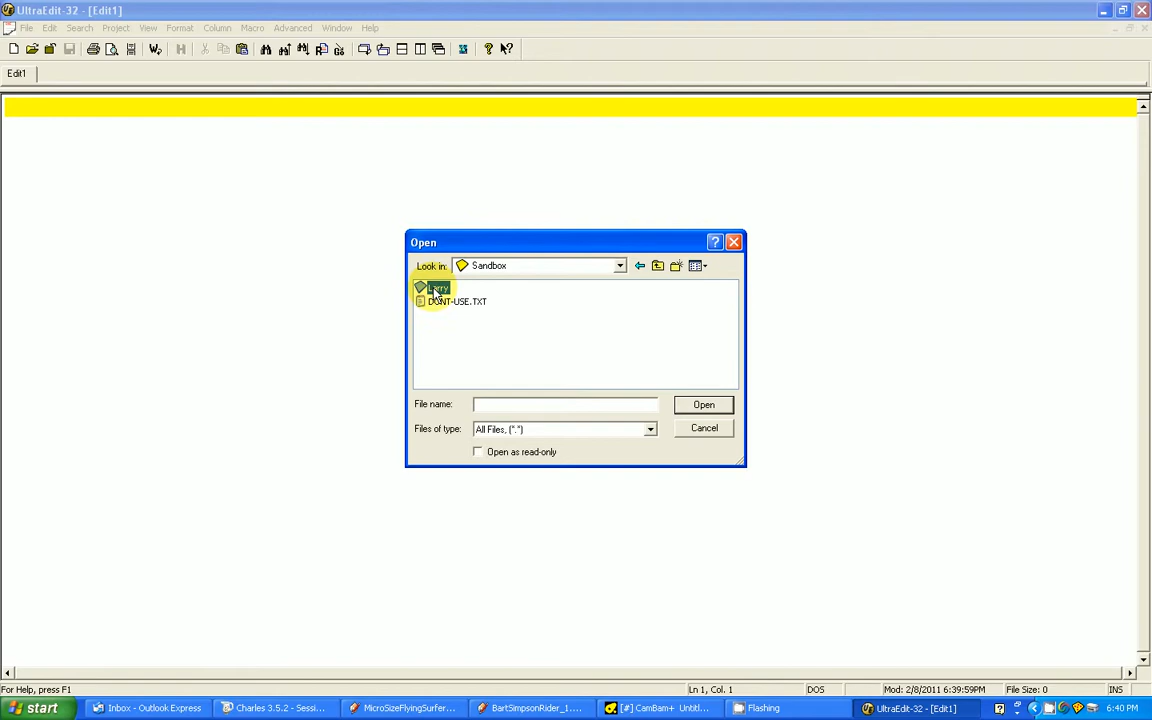 UltraEdit-32 - [Edit1]
File Edit Search Project View Format Column Macro Advanced Window Help
Edit1
Open
Look in: Sandbox
Larry
DONT-USE.TXT
File name: Open
Files of type: All Files, (*.*) Cancel
Open as read-only
For Help, press F1 Ln 1, Col. 1 DOS Mod: 2/8/2011 6:39:59PM File Size: 0 INS
start Inbox - Outlook Express Charles 3.5.2 - Sessi... MicroSizeFlyingSurfer... BartSimpsonRider_1.... [#] CamBam+ Untitl... Flashing UltraEdit-32 - [Edit1] 6:40 PM